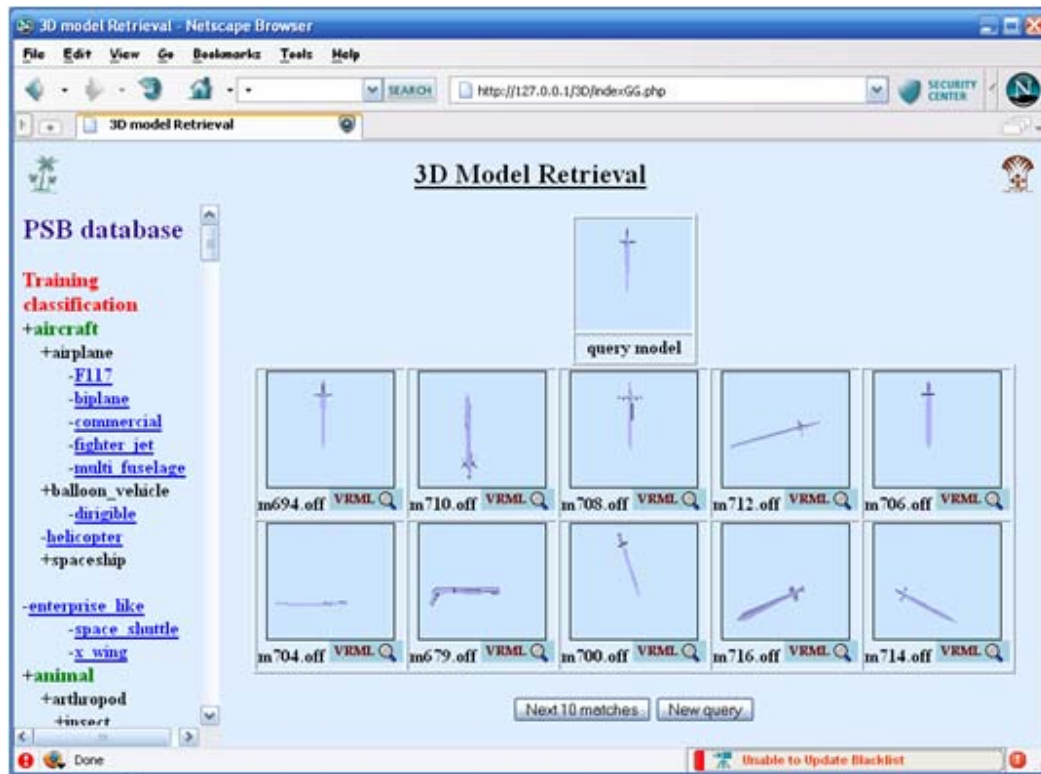 3D model Retrieval - Netscape Browser
File Edit View Go Bookmarks Tools Help
SEARCH http://127.0.0.1/3D/indexGG.php SECURITY CENTER
3D model Retrieval
3D Model Retrieval
PSB database
Training
classification
+aircraft
+airplane
-F117
-biplane
-commercial
-fighter_jet
-multi_fuselage
+balloon_vehicle
-dirigible
-helicopter
+spaceship
-enterprise_like
-space_shuttle
-x_wing
+animal
+arthropod
+insect
query model
m694.off VRML m710.off VRML m708.off VRML m712.off VRML m706.off VRML
m704.off VRML m679.off VRML m700.off VRML m716.off VRML m714.off VRML
Next 10 matches New query
Done Unable to Update Blacklist